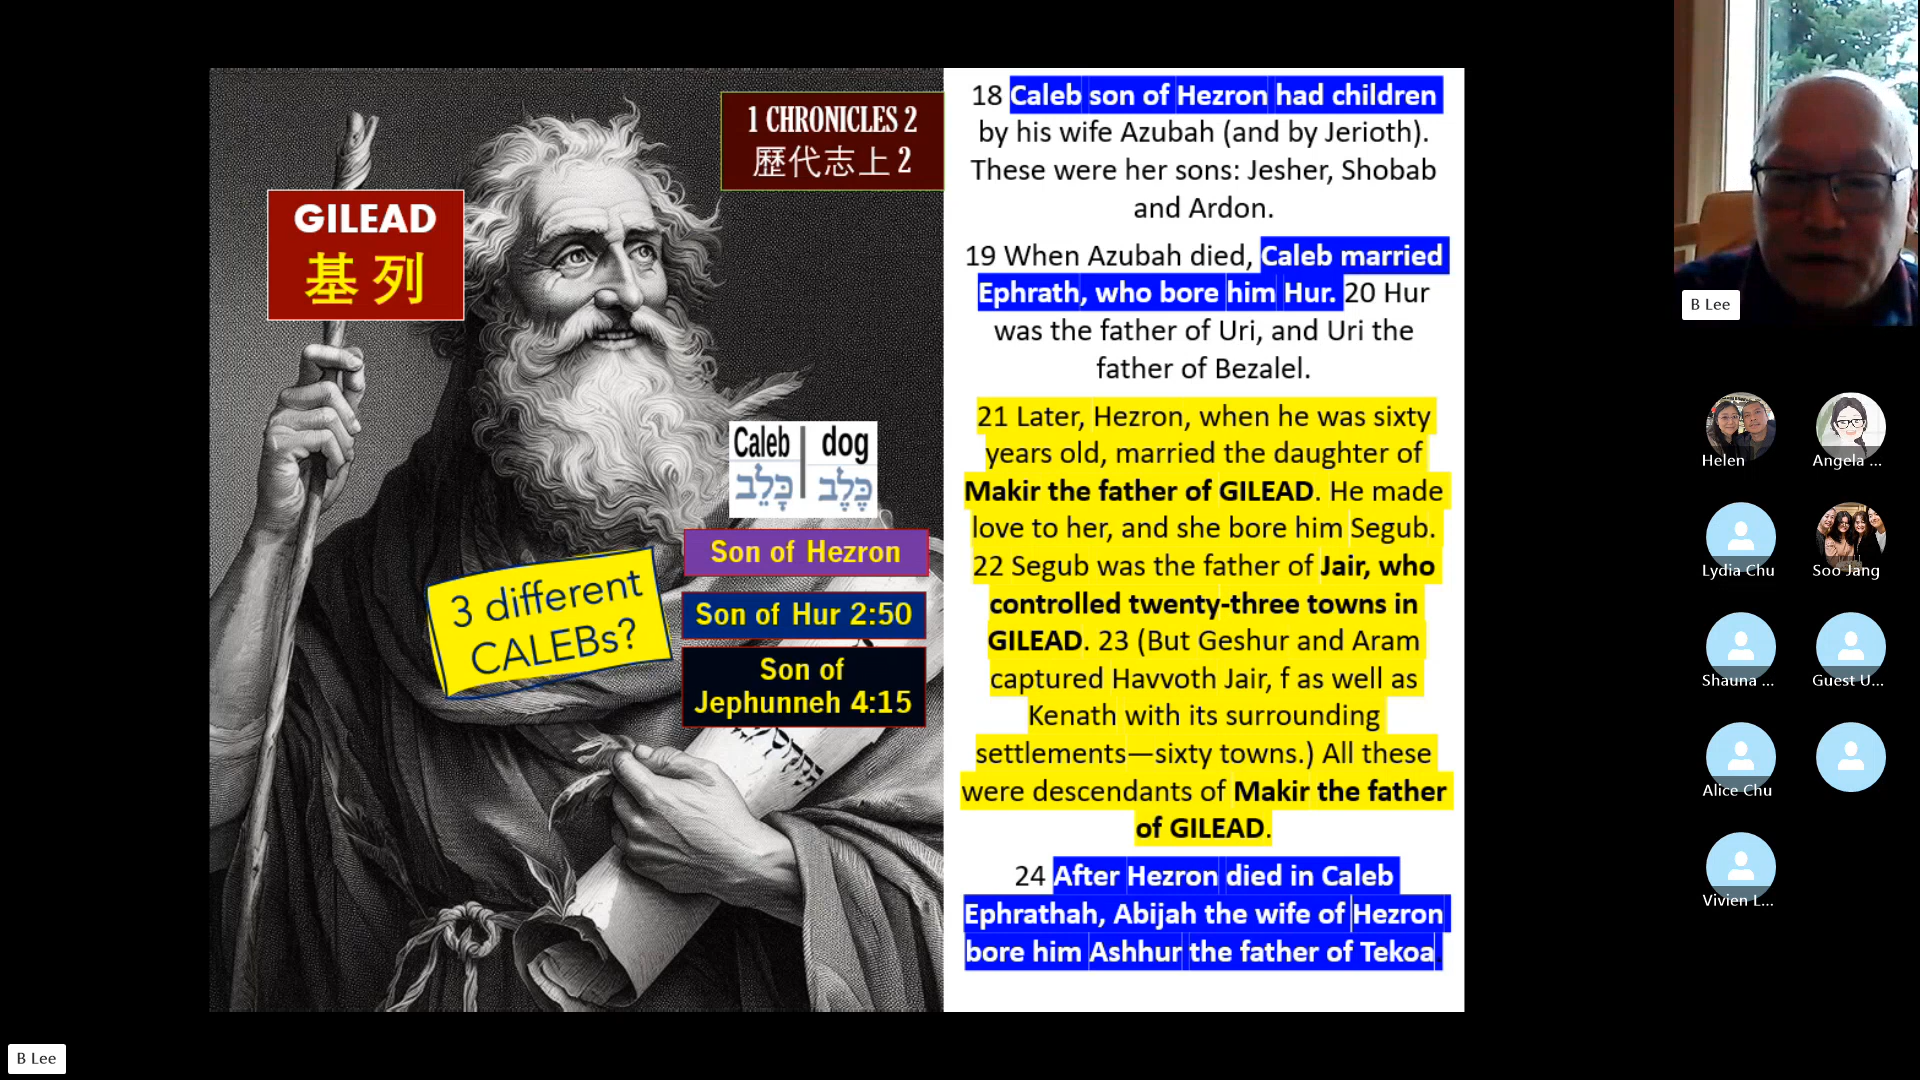 1 CHRONICLES 2
歷代志上 2
GILEAD
基列
Caleb | dog
כָּלֵב כֶּלֶב
3 different
CALEBs?
Son of Hezron
Son of Hur 2:50
Son of
Jephunneh 4:15
18 Caleb son of Hezron had children
by his wife Azubah (and by Jerioth).
These were her sons: Jesher, Shobab
and Ardon.
19 When Azubah died, Caleb married
Ephrath, who bore him Hur. 20 Hur
was the father of Uri, and Uri the
father of Bezalel.
21 Later, Hezron, when he was sixty
years old, married the daughter of
Makir the father of GILEAD. He made
love to her, and she bore him Segub.
22 Segub was the father of Jair, who
controlled twenty-three towns in
GILEAD. 23 (But Geshur and Aram
captured Havvoth Jair, f as well as
Kenath with its surrounding
settlements—sixty towns.) All these
were descendants of Makir the father
of GILEAD.
24 After Hezron died in Caleb
Ephrathah, Abijah the wife of Hezron
bore him Ashhur the father of Tekoa.
B Lee
Helen
Angela ...
Lydia Chu
Soo Jang
Shauna ...
Guest U...
Alice Chu
Vivien L...
B Lee